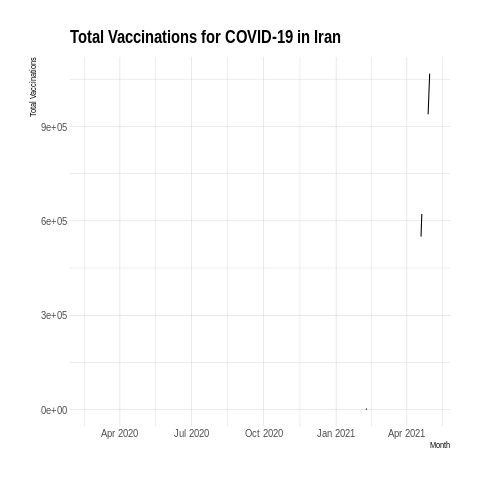 Total Vaccinations for COVID-19 in Iran
Total Vaccinations
9e+05
6e+05
3e+05
0e+00
Apr 2020
Jul 2020
Oct 2020
Jan 2021
Apr 2021
Month